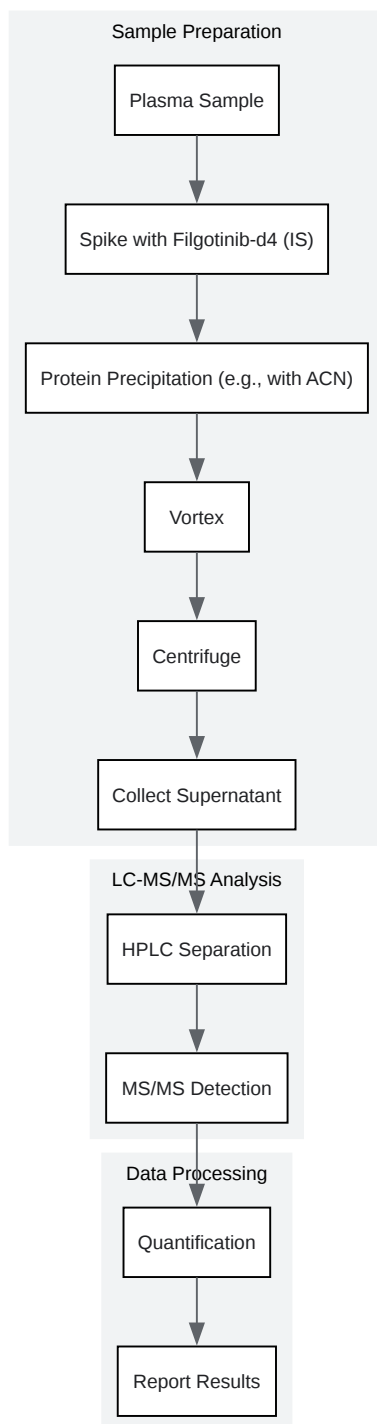 Sample Preparation
Plasma Sample
Spike with Filgotinib-d4 (IS)
Protein Precipitation (e.g., with ACN)
Vortex
Centrifuge
Collect Supernatant
LC-MS/MS Analysis
HPLC Separation
MS/MS Detection
Data Processing
Quantification
Report Results